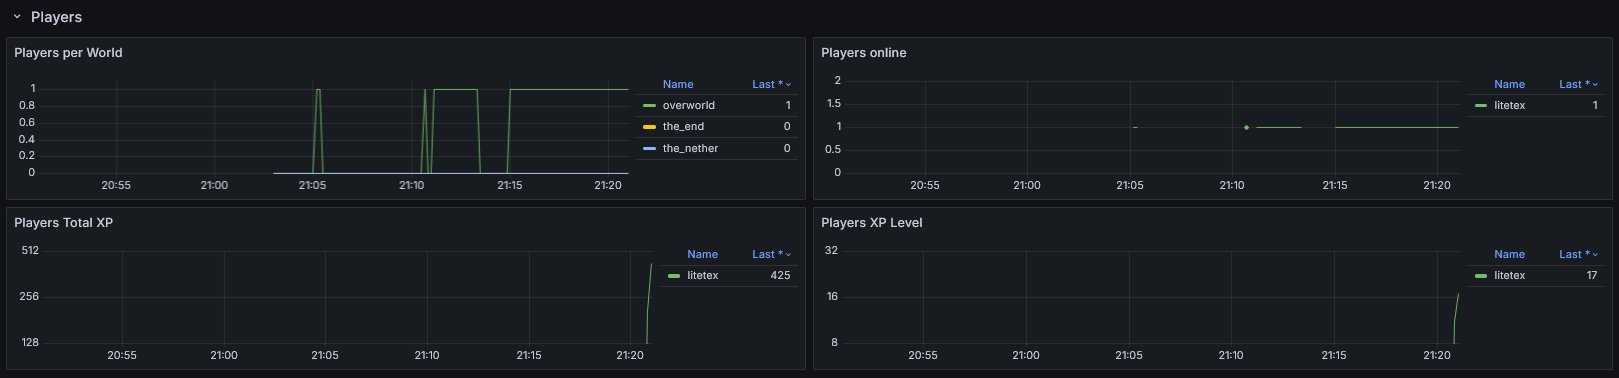 Players
Players per World
1
0.8
0.6
0.4
0.2
0
20:55 21:00 21:05 21:10 21:15 21:20
Name Last *
overworld 1
the_end 0
the_nether 0
Players online
2
1.5
1
0.5
0
20:55 21:00 21:05 21:10 21:15 21:20
Name Last *
litetex 1
Players Total XP
512
256
128
20:55 21:00 21:05 21:10 21:15 21:20
Name Last *
litetex 425
Players XP Level
32
16
8
20:55 21:00 21:05 21:10 21:15 21:20
Name Last *
litetex 17